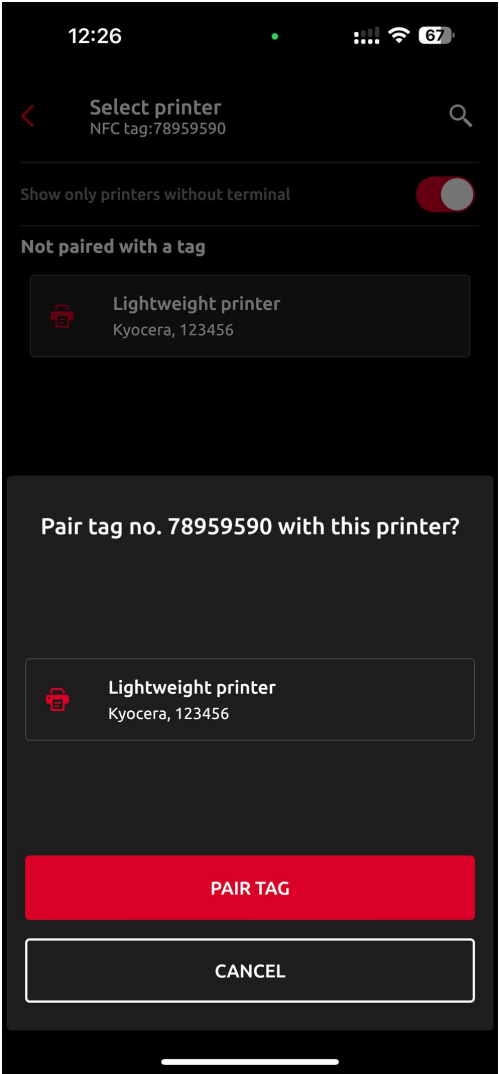 12:26
67
Select printer
NFC tag:78959590
Show only printers without terminal
Not paired with a tag
Lightweight printer
Kyocera, 123456
Pair tag no. 78959590 with this printer?
Lightweight printer
Kyocera, 123456
PAIR TAG
CANCEL